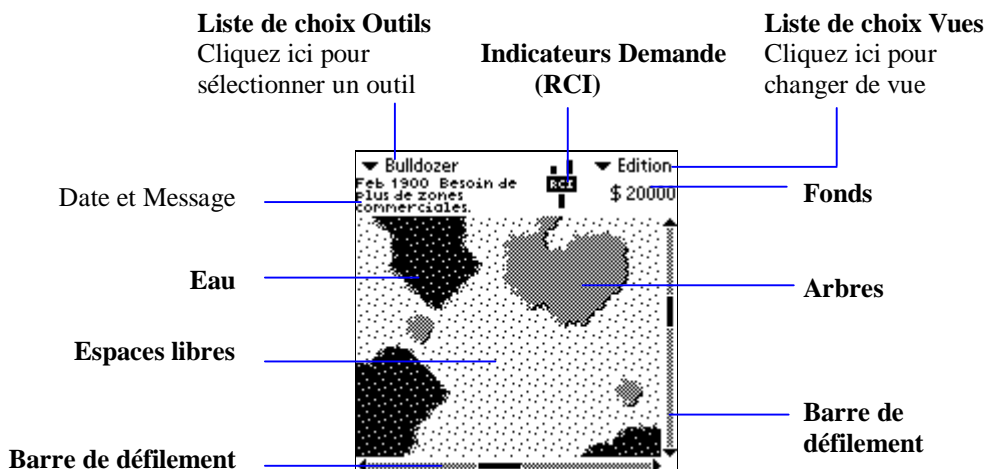 Liste de choix Outils
Cliquez ici pour
sélectionner un outil
Indicateurs Demande
(RCI)
Liste de choix Vues
Cliquez ici pour
changer de vue
Bulldozer
Edition
Feb 1900 Besoin de
plus de zones
commerciales.
RCI
$ 20000
Date et Message
Fonds
Eau
Arbres
Espaces libres
Barre de
défilement
Barre de défilement